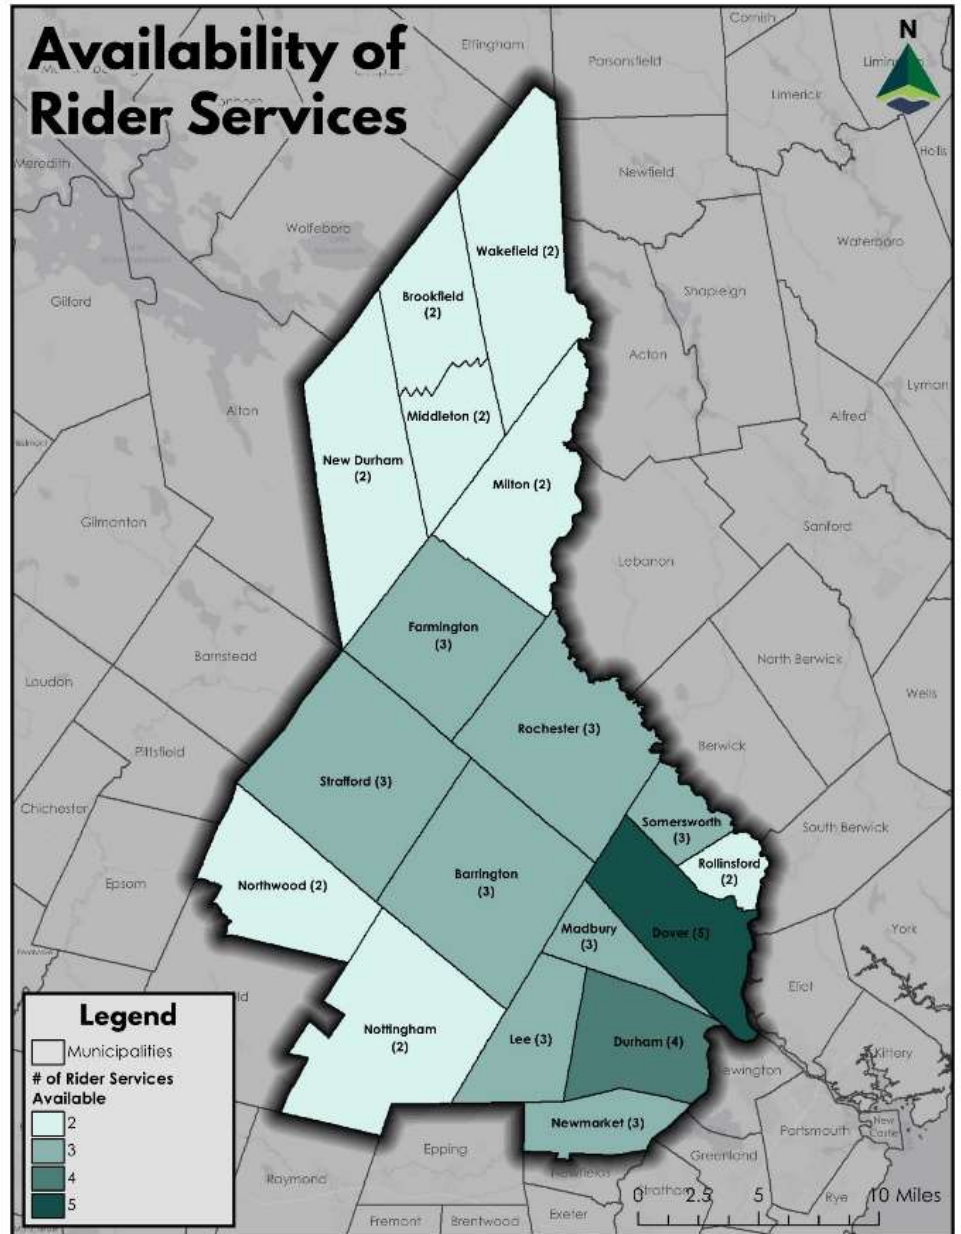 Availability of
Rider Services
N
Cornish
Effingham
Parsonsfield
Limerick
Meredith
Hollis
Newfield
Wolfeboro
Waterboro
Wakefield (2)
Shapleigh
Brookfield
(2)
Gilford
Acton
Lyman
Alton
Alfred
Middleton (2)
New Durham
(2)
Milton (2)
Gilmanton
Sanford
Lebanon
Farmington
(3)
Barnstead
North Berwick
Loudon
Wells
Rochester (3)
Berwick
Pittsfield
Strafford (3)
Chichester
Somersworth
(3)
South Berwick
Rollinsford
(2)
Epsom
Northwood (2)
Barrington
(3)
Madbury
(3)
Dover (5)
York
Eliot
ld
Legend
Municipalities
# of Rider Services
Available
2
3
4
5
Nottingham
(2)
Lee (3)
Durham (4)
Kittery
ewington
Newmarket (3)
Portsmouth
New
Castle
Epping
Greenland
Raymond
Newfields
Stratham
Rye
0 2.5 5 10 Miles
Fremont
Brentwood
Exeter